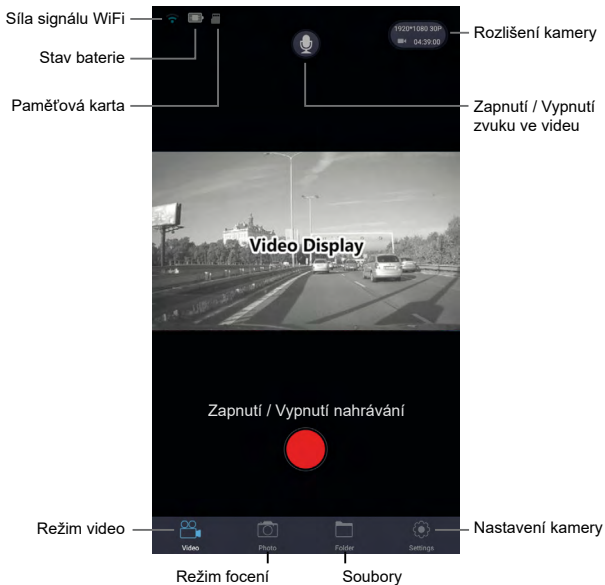 Síla signálu WiFi
Stav baterie
Paměťová karta
1920*1080 30P
04:39:00
Rozlišení kamery
Zapnutí / Vypnutí
zvuku ve videu
Video Display
Zapnutí / Vypnutí nahrávání
Režim video
Video
Photo
Folder
Settings
Nastavení kamery
Režim focení
Soubory